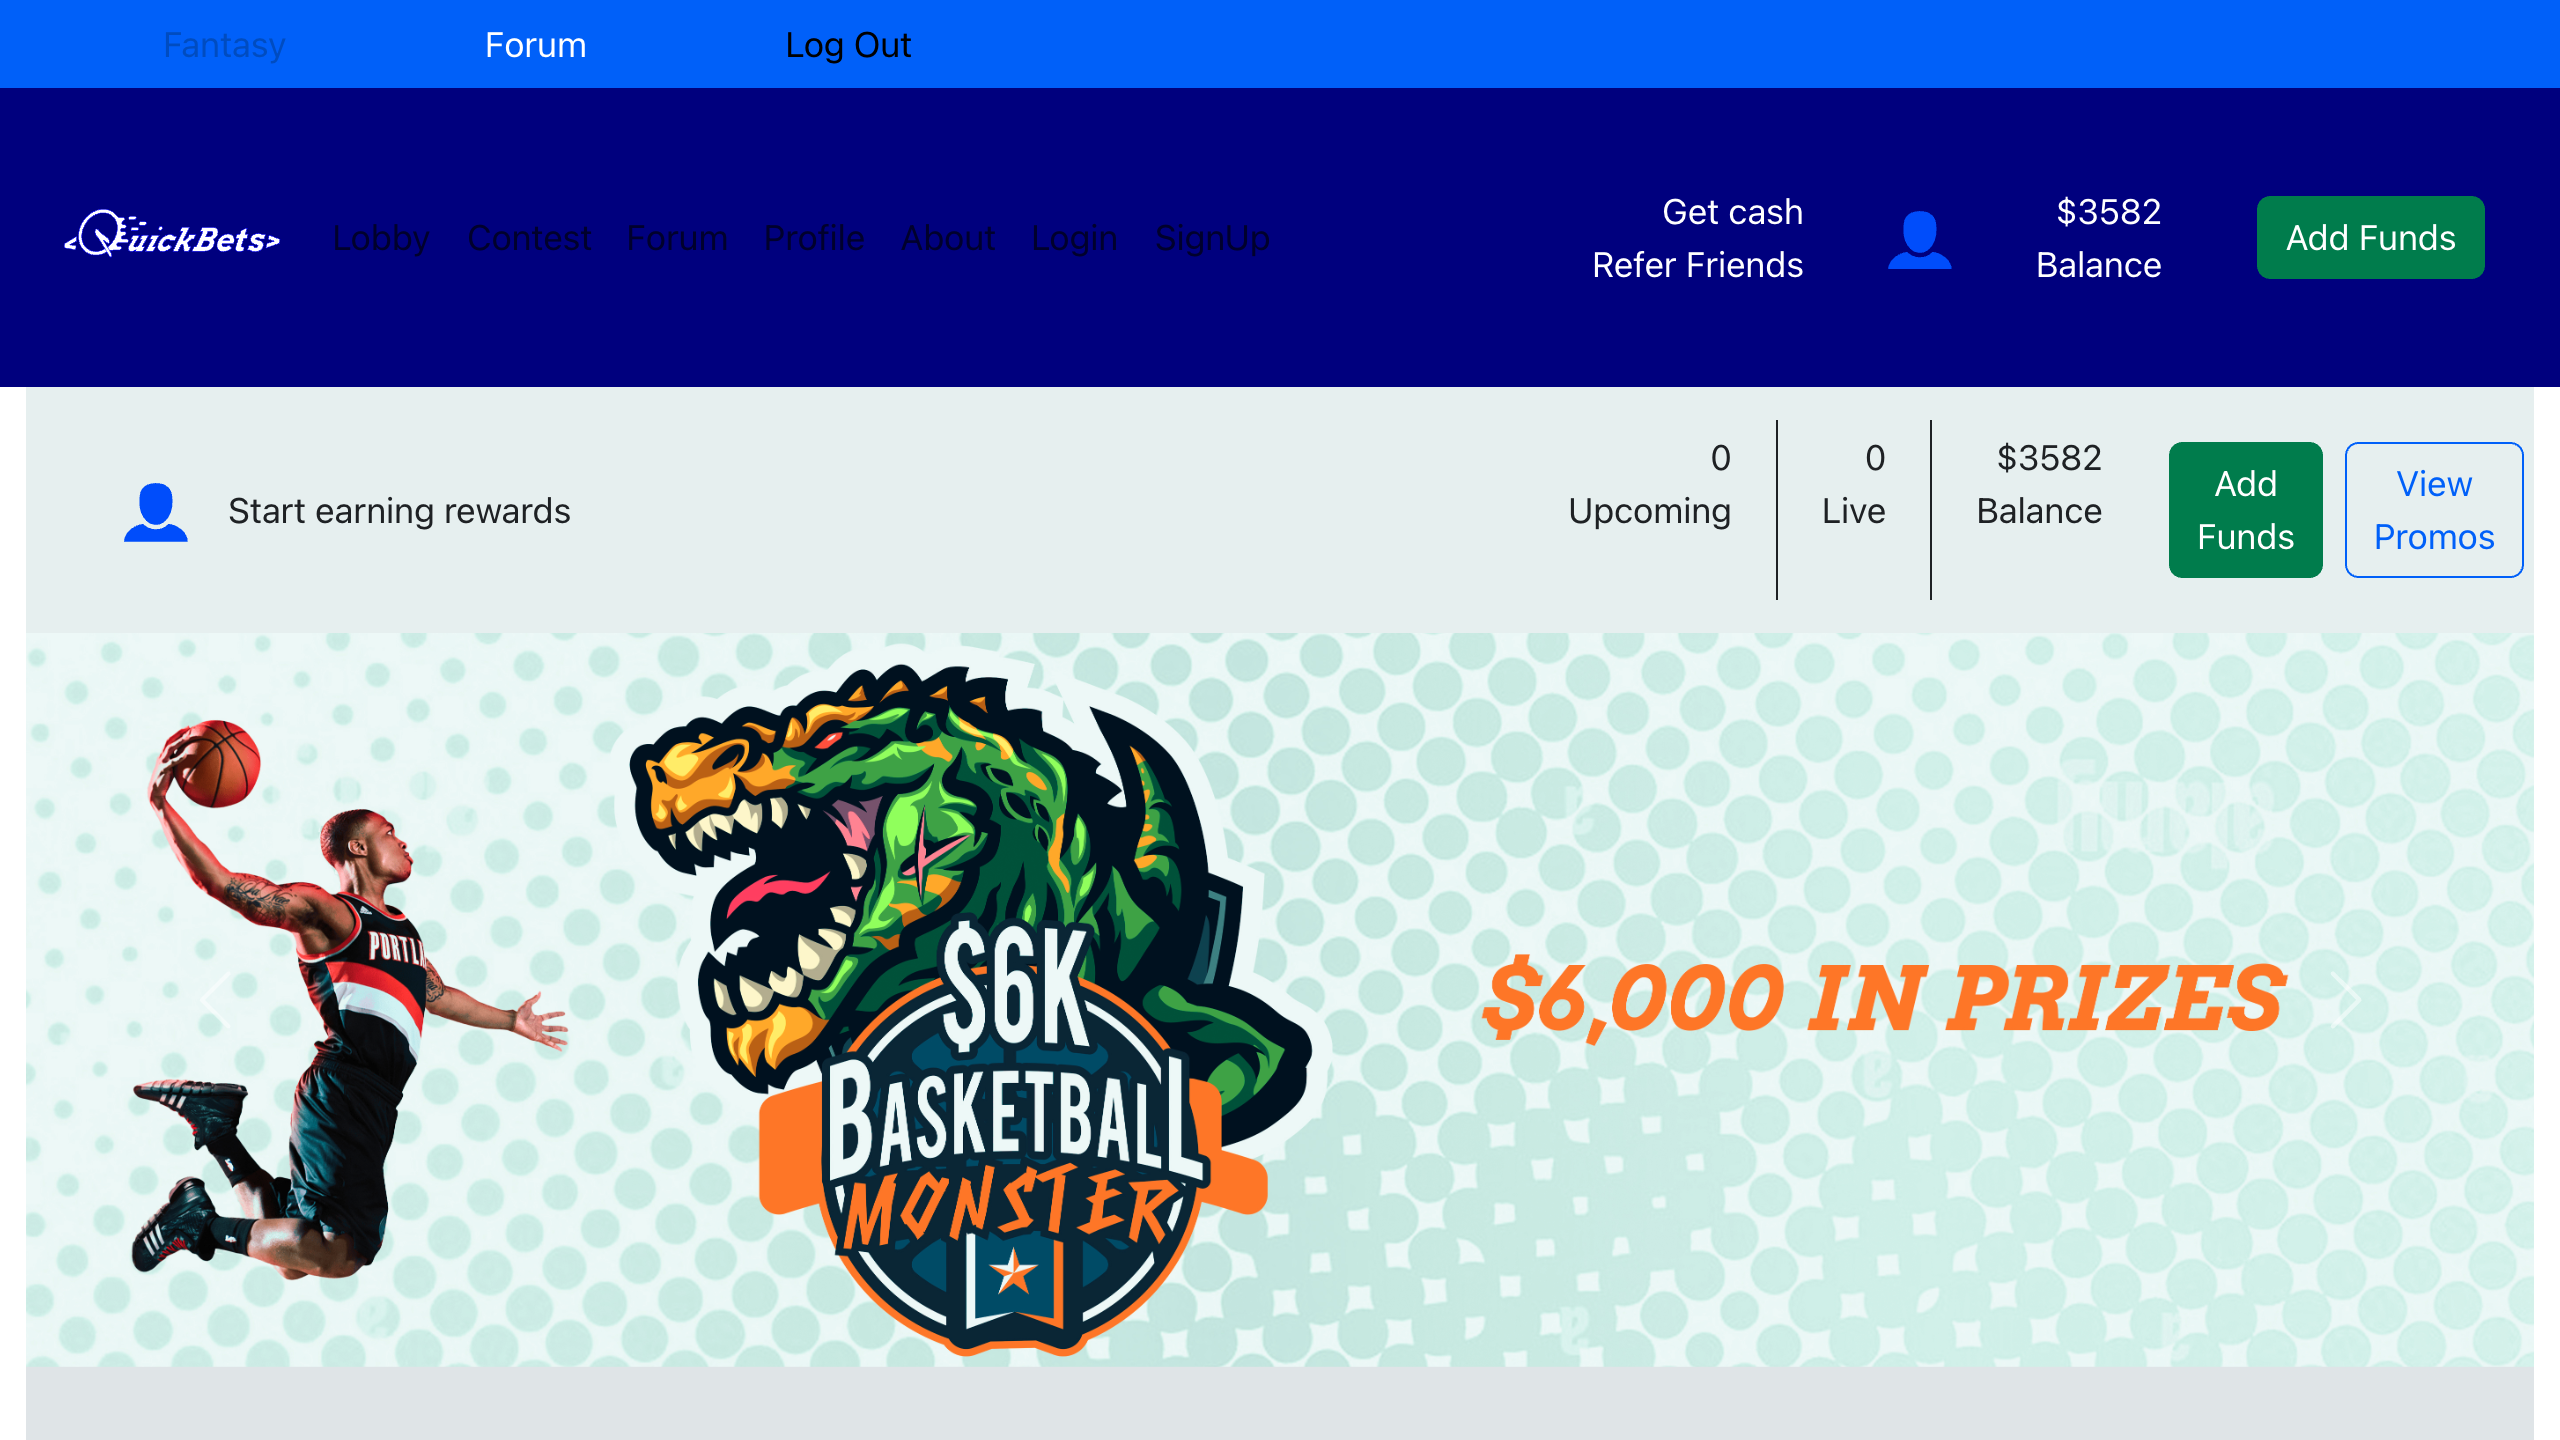 Fantasy Forum Log Out
<QuickBets> Lobby Contest Forum Profile About Login SignUp
Get cash
Refer Friends
$3582
Balance
Add Funds
Start earning rewards
0
Upcoming
0
Live
$3582
Balance
Add
Funds
View
Promos
$6K
BASKETBALL
MONSTER
$6,000 IN PRIZES